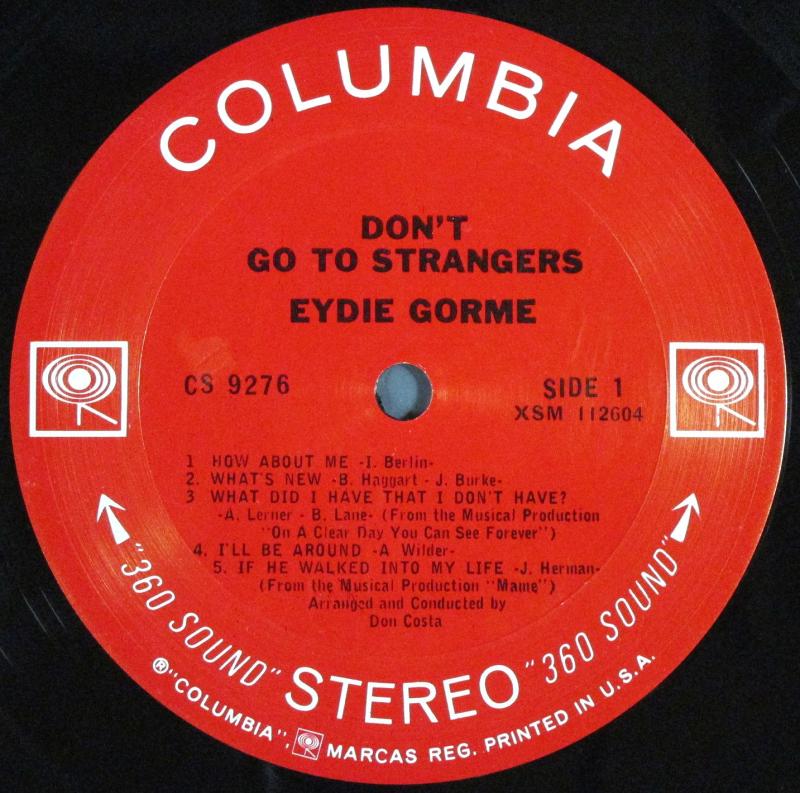 COLUMBIA
DON'T
GO TO STRANGERS
EYDIE GORME
CS 9276
SIDE 1
XSM 112604
1 HOW ABOUT ME -I. Berlin-
2. WHAT'S NEW -B. Haggart - J. Burke-
3 WHAT DID I HAVE THAT I DON'T HAVE?
-A. Lerner - B. Lane- (From the Musical Production
"On A Clear Day You Can See Forever")
4. I'LL BE AROUND -A Wilder-
5. IF HE WALKED INTO MY LIFE -J. Herman-
(From the Musical Production "Mame")
Arranged and Conducted by
Don Costa
"360 SOUND" STEREO "360 SOUND"
®"COLUMBIA", MARCAS REG. PRINTED IN U.S.A.